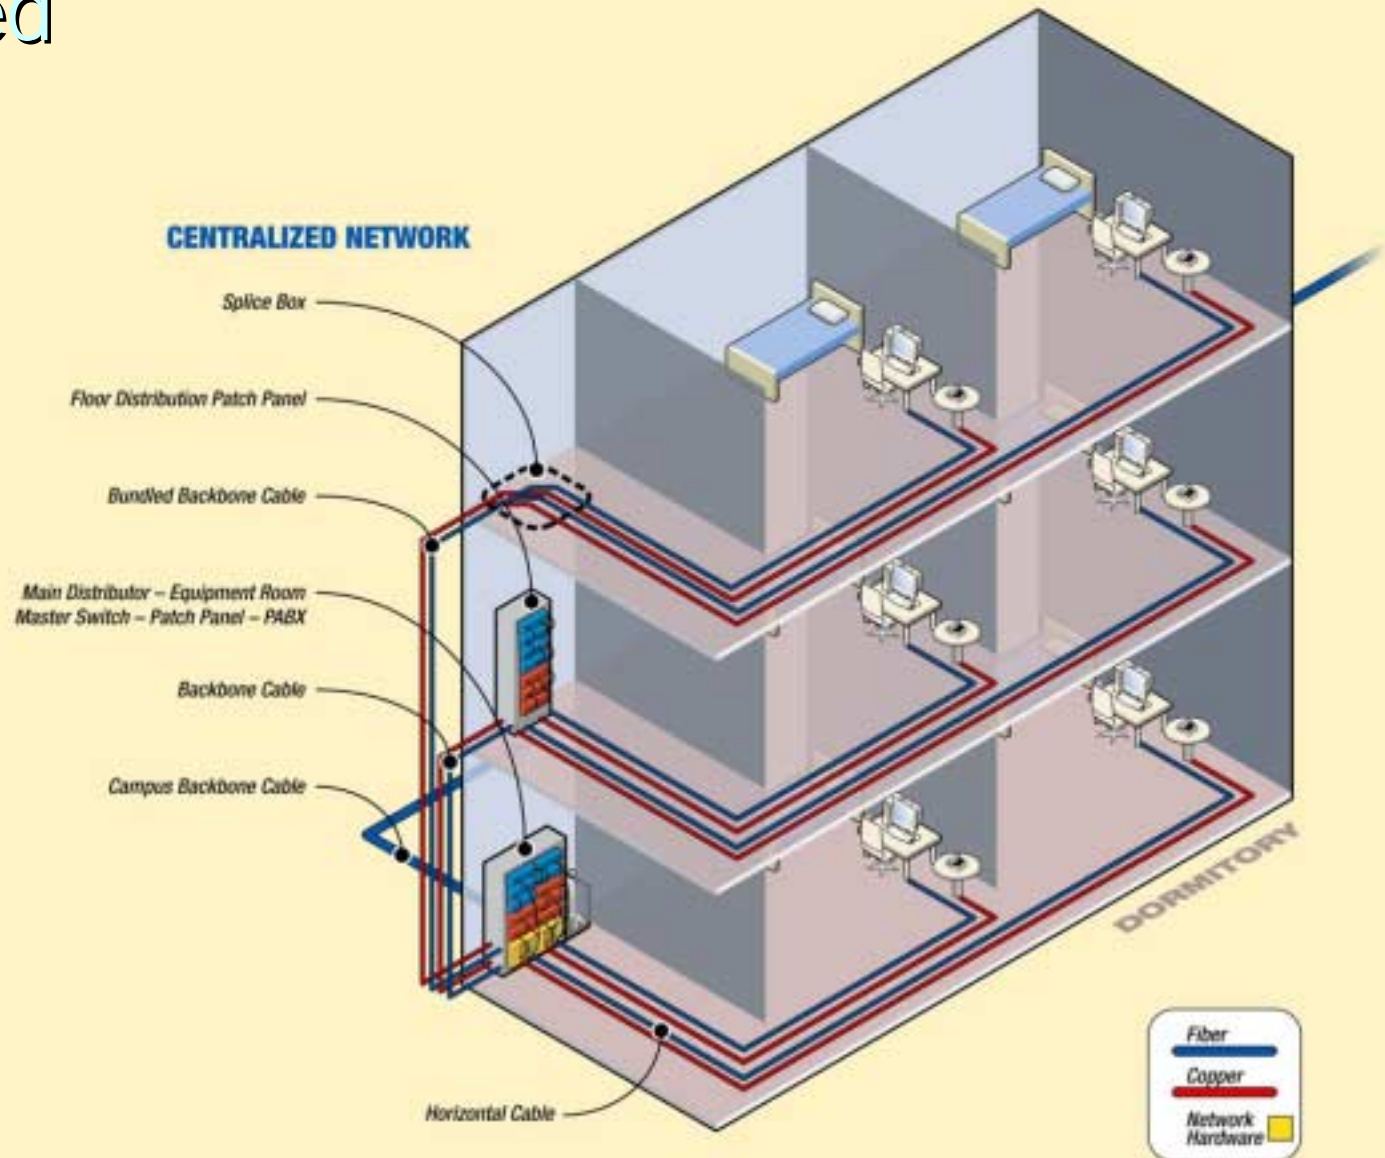 ed
CENTRALIZED NETWORK
Splice Box
Floor Distribution Patch Panel
Bundled Backbone Cable
Main Distributor – Equipment Room
Master Switch – Patch Panel – PABX
Backbone Cable
Campus Backbone Cable
Horizontal Cable
DORMITORY
Fiber
Copper
Network
Hardware